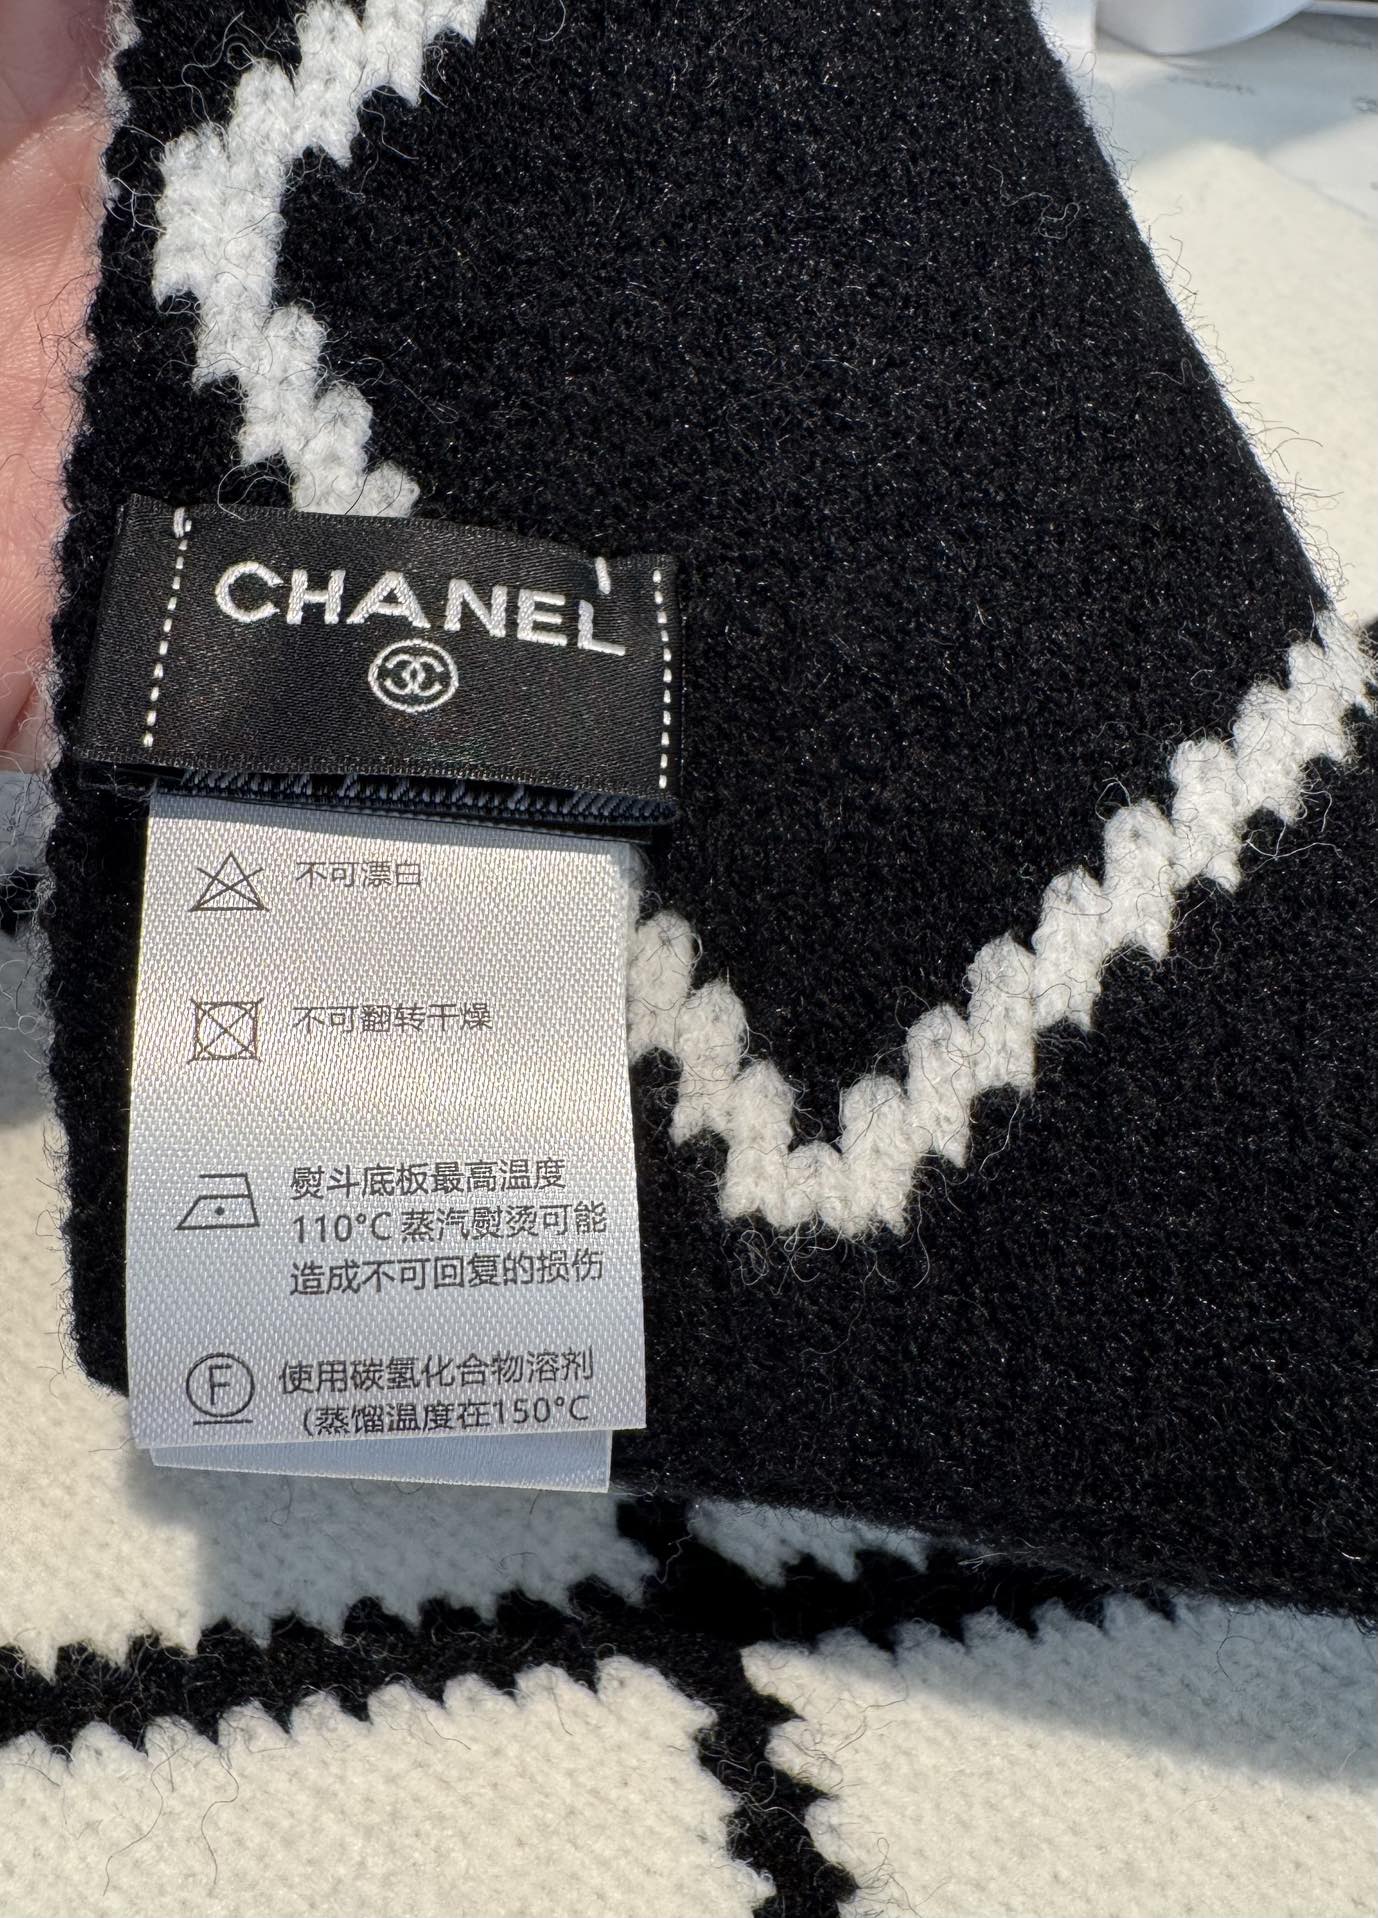 CHANEL
不可漂白
不可翻转干燥
熨斗底板最高温度
110°C 蒸汽熨烫可能
造成不可回复的损伤
F 使用碳氢化合物溶剂
(蒸馏温度在150°C